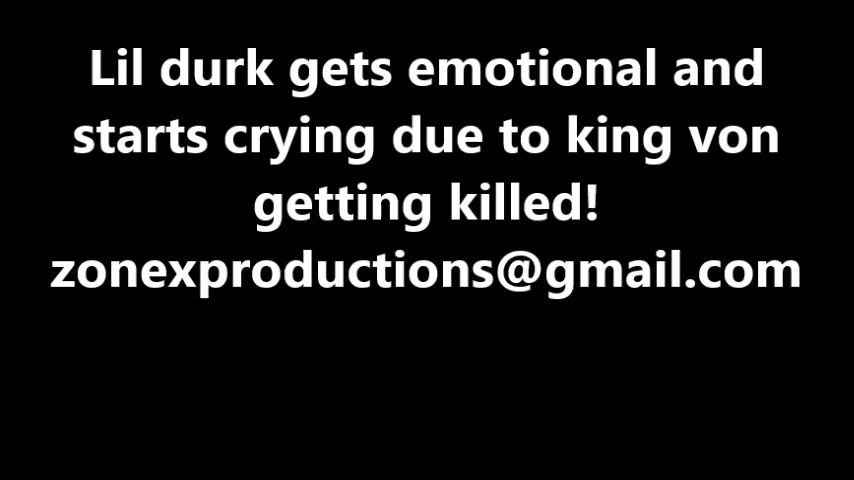 Lil durk gets emotional and
starts crying due to king von
getting killed!
zonexproductions@gmail.com